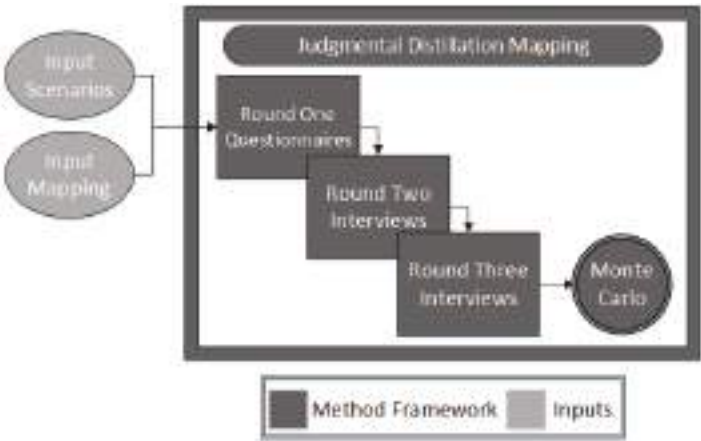 Judgmental Distillation Mapping
Input
Scenarios
Input
Mapping
Round One
Questionnaires
Round Two
Interviews
Round Three
Interviews
Monte
Carlo
Method Framework
Inputs